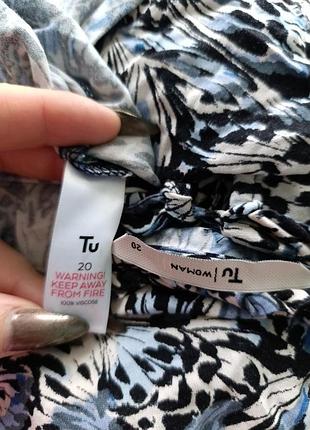 Tu
20
WARNING!
KEEP AWAY
FROM FIRE
100% VISCOSE
Tu | WOMAN
20